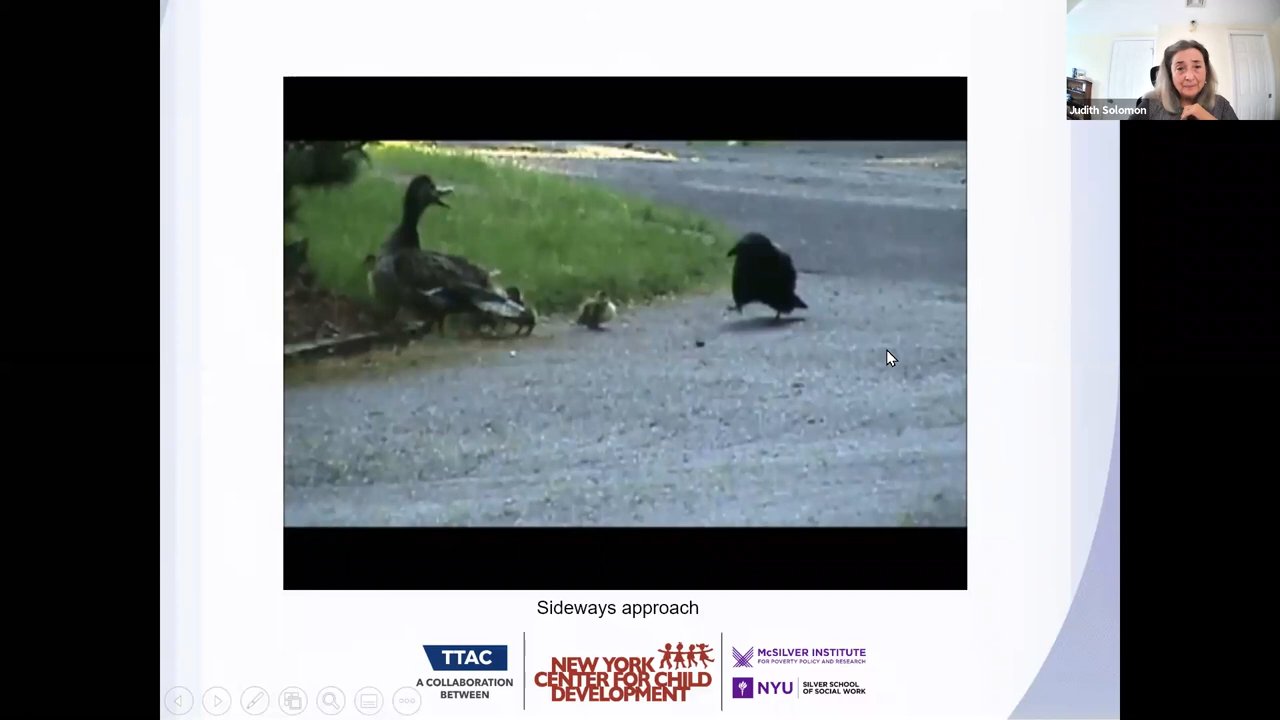 Judith Solomon
Sideways approach
TTAC
A COLLABORATION
BETWEEN
NEW YORK
CENTER FOR CHILD
DEVELOPMENT
McSILVER INSTITUTE
FOR POVERTY POLICY AND RESEARCH
NYU
SILVER SCHOOL
OF SOCIAL WORK